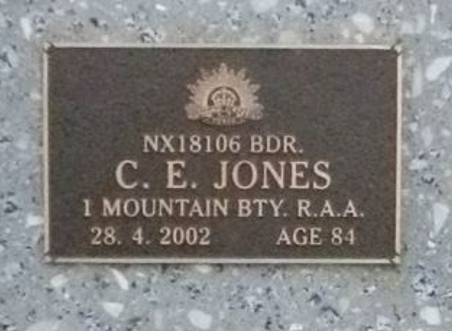 NX18106 BDR.
C. E. JONES
1 MOUNTAIN BTY. R.A.A.
28. 4. 2002 AGE 84